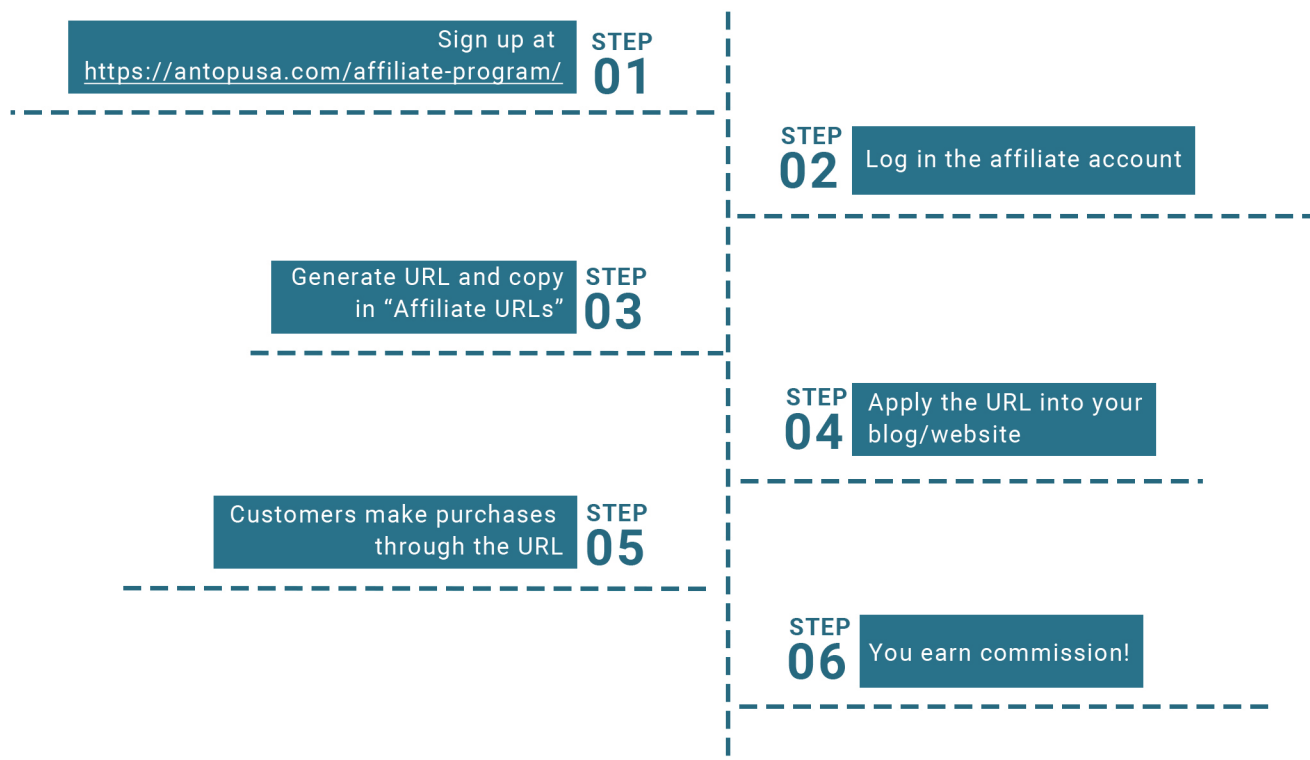 Sign up at
https://antopusa.com/affiliate-program/
STEP
01
STEP
02
Log in the affiliate account
Generate URL and copy
in “Affiliate URLs”
STEP
03
STEP
04
Apply the URL into your
blog/website
Customers make purchases
through the URL
STEP
05
STEP
06
You earn commission!